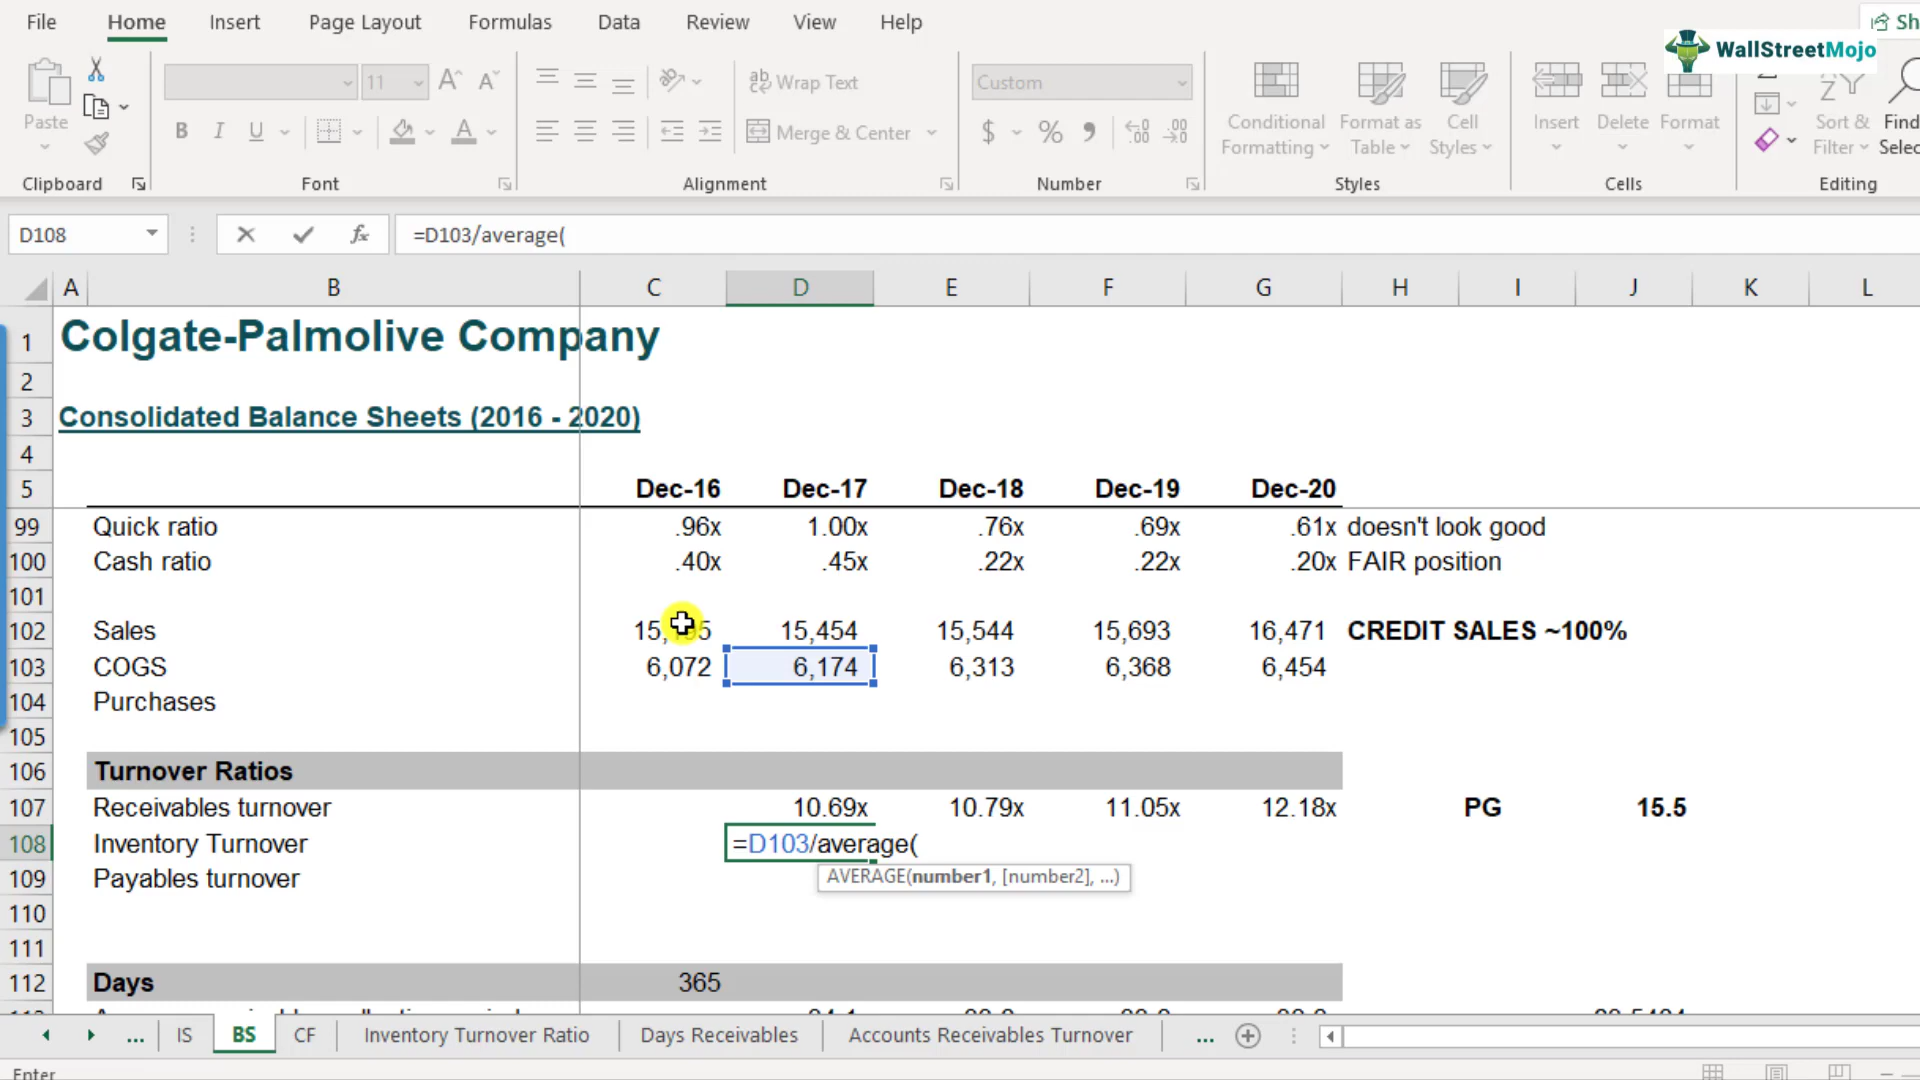 File Home Insert Page Layout Formulas Data Review View Help
WallStreetMojo
Paste
Clipboard
11
B I U A
Font
Wrap Text
Merge & Center
Alignment
Custom
$ %
Number
Conditional Formatting
Format as Table
Cell Styles
Styles
Insert Delete Format
Cells
Sort & Filter
Editing
D108 fx =D103/average(
A B C D E F G H I J K L
1 Colgate-Palmolive Company
2
3 Consolidated Balance Sheets (2016 - 2020)
4
5 Dec-16 Dec-17 Dec-18 Dec-19 Dec-20
99 Quick ratio .96x 1.00x .76x .69x .61x doesn't look good
100 Cash ratio .40x .45x .22x .22x .20x FAIR position
101
102 Sales 15,454 15,544 15,693 16,471 CREDIT SALES ~100%
103 COGS 6,072 6,174 6,313 6,368 6,454
104 Purchases
105
106 Turnover Ratios
107 Receivables turnover 10.69x 10.79x 11.05x 12.18x PG 15.5
108 Inventory Turnover =D103/average(
AVERAGE(number1, [number2], ...)
109 Payables turnover
110
111
112 Days 365
... IS BS CF Inventory Turnover Ratio Days Receivables Accounts Receivables Turnover ...
Enter